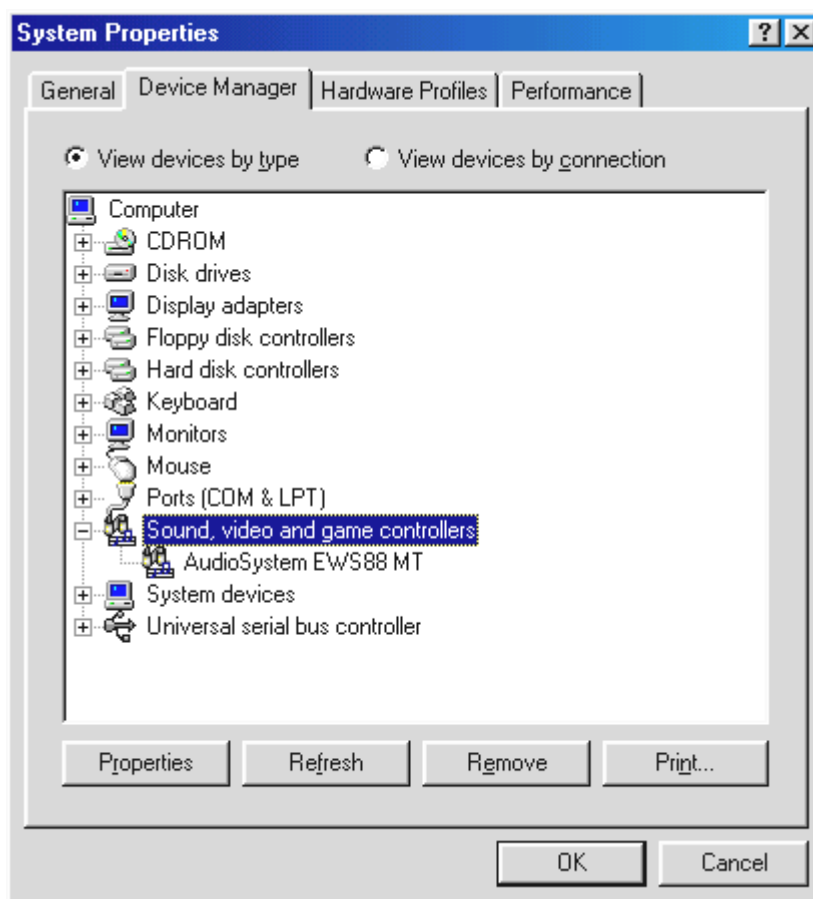 System Properties
General Device Manager Hardware Profiles Performance
View devices by type View devices by connection
Computer
CDROM
Disk drives
Display adapters
Floppy disk controllers
Hard disk controllers
Keyboard
Monitors
Mouse
Ports (COM & LPT)
Sound, video and game controllers
AudioSystem EWS88 MT
System devices
Universal serial bus controller
Properties Refresh Remove Print...
OK Cancel